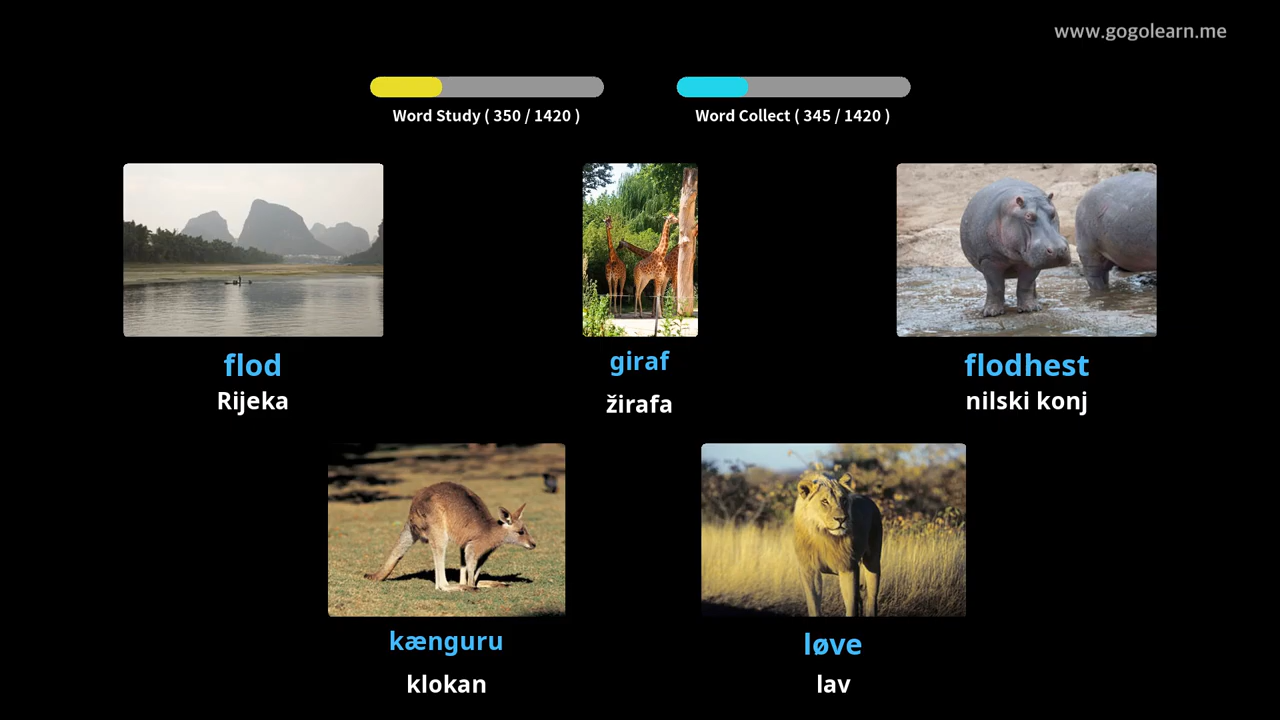 www.gogolearn.me
Word Study ( 350 / 1420 )
Word Collect ( 345 / 1420 )
flod
Rijeka
giraf
žirafa
flodhest
nilski konj
kænguru
klokan
løve
lav